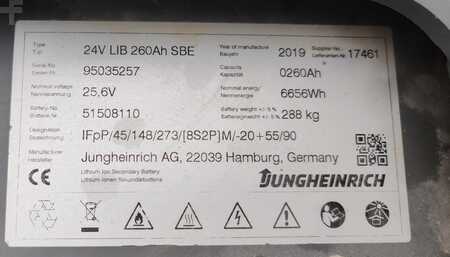 Type
Typ 24V LIB 260Ah SBE Year of manufacture
Baujahr 2019 Supplier-No.
Lieferanten-Nr. 17461
Serial-No.
Serien-Nr. 95035257 Capacity
Kapazität 0260Ah
Nominal voltage
Nennspannung 25,6V Nominal energy
Nennenergie 6656Wh
Battery-No.
Batterie-Nr. 51508110 Battery weight +/- 5 %
Batteriegewicht +/- 5 % 288 kg
Designation
Bezeichnung IFpP/45/148/273/[8S2P]M/-20+55/90
Manufacturer
Hersteller Jungheinrich AG, 22039 Hamburg, Germany
Lithium Ion Secondary Battery
Lithium-Ionen Sekundärbatterie
CE
JUNGHEINRICH